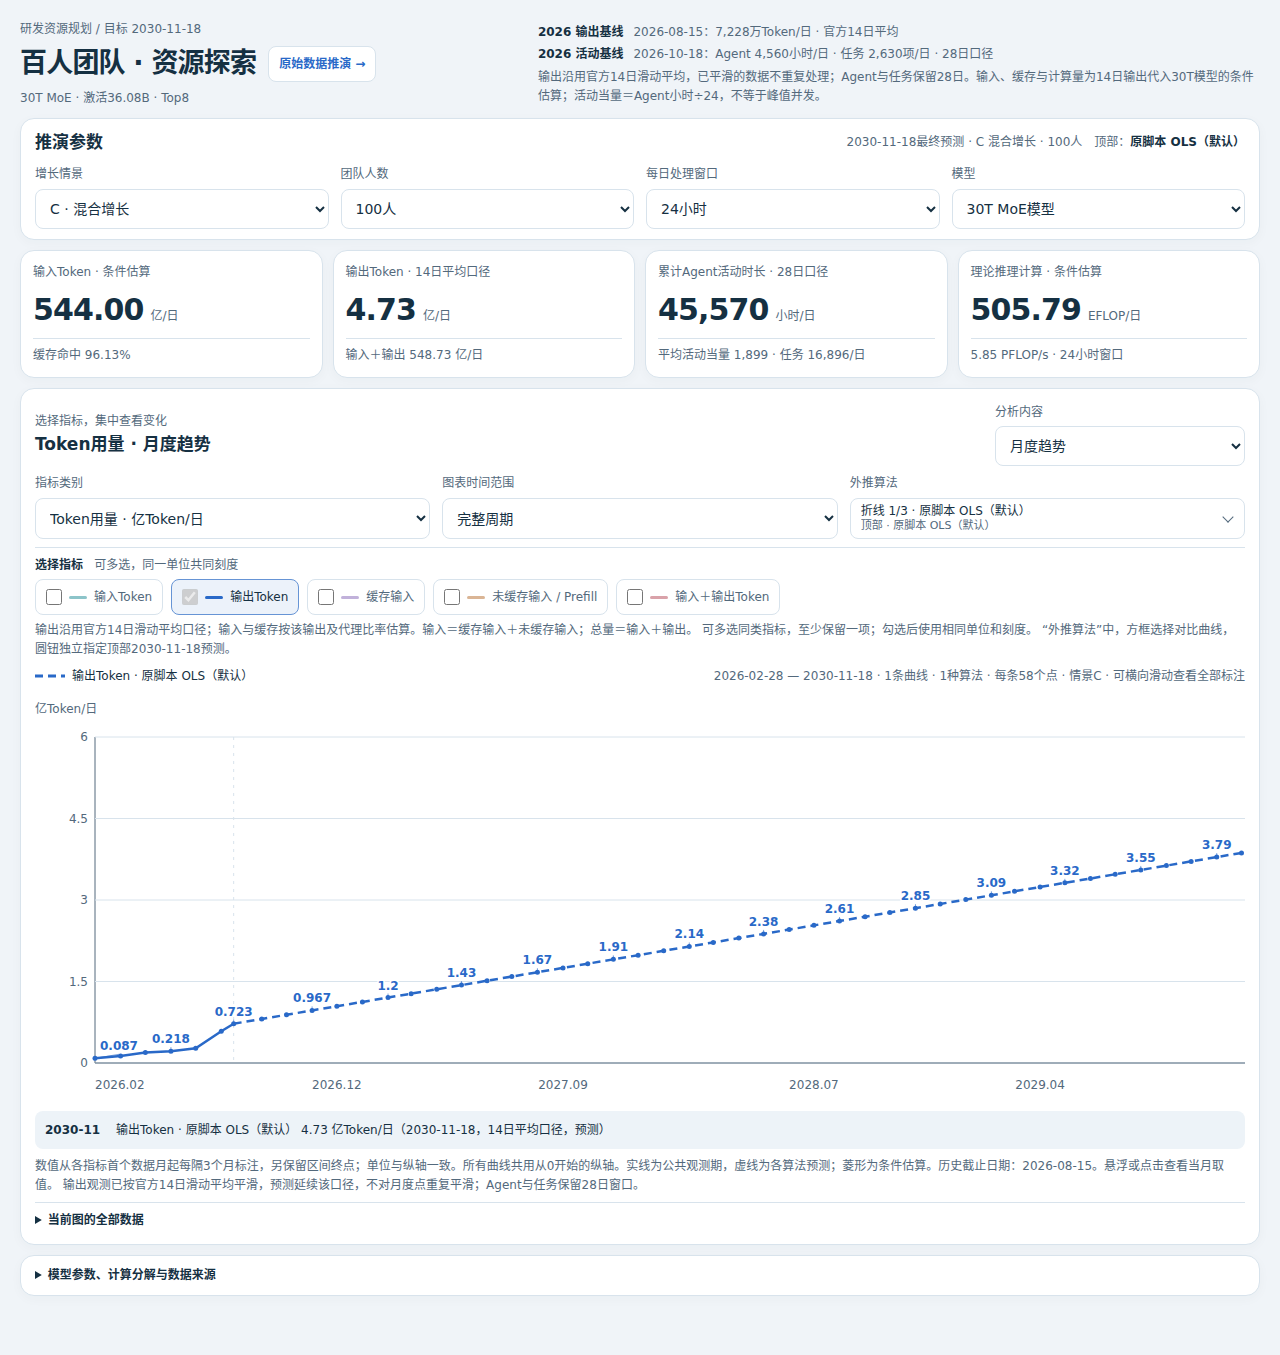 研发资源规划 / 目标 2030-11-18
百人团队 · 资源探索
原始数据推演 →
30T MoE · 激活36.08B · Top8
2026 输出基线 2026-08-15：7,228万Token/日 · 官方14日平均
2026 活动基线 2026-10-18：Agent 4,560小时/日 · 任务 2,630项/日 · 28日口径
输出沿用官方14日滑动平均，已平滑的数据不重复处理；Agent与任务保留28日。输入、缓存与计算量为14日输出代入30T模型的条件
估算；活动当量＝Agent小时÷24，不等于峰值并发。
推演参数
2030-11-18最终预测 · C 混合增长 · 100人 顶部：原脚本 OLS（默认）
增长情景
团队人数
每日处理窗口
模型
C · 混合增长
100人
24小时
30T MoE模型
输入Token · 条件估算
544.00 亿/日
缓存命中 96.13%
输出Token · 14日平均口径
4.73 亿/日
输入＋输出 548.73 亿/日
累计Agent活动时长 · 28日口径
45,570 小时/日
平均活动当量 1,899 · 任务 16,896/日
理论推理计算 · 条件估算
505.79 EFLOP/日
5.85 PFLOP/s · 24小时窗口
选择指标，集中查看变化
Token用量 · 月度趋势
分析内容
月度趋势
指标类别
图表时间范围
外推算法
Token用量 · 亿Token/日
完整周期
折线 1/3 · 原脚本 OLS（默认）
顶部 · 原脚本 OLS（默认）
选择指标 可多选，同一单位共同刻度
输入Token
输出Token
缓存输入
未缓存输入 / Prefill
输入＋输出Token
输出沿用官方14日滑动平均口径；输入与缓存按该输出及代理比率估算。输入＝缓存输入＋未缓存输入；总量＝输入＋输出。 可多选同类指标，至少保留一项；勾选后使用相同单位和刻度。 “外推算法”中，方框选择对比曲线，
圆钮独立指定顶部2030-11-18预测。
输出Token · 原脚本 OLS（默认）
2026-02-28 — 2030-11-18 · 1条曲线 · 1种算法 · 每条58个点 · 情景C · 可横向滑动查看全部标注
亿Token/日
6
4.5
3
1.5
0
0.087
0.218
0.723
0.967
1.2
1.43
1.67
1.91
2.14
2.38
2.61
2.85
3.09
3.32
3.55
3.79
2026.02
2026.12
2027.09
2028.07
2029.04
2030-11 输出Token · 原脚本 OLS（默认） 4.73 亿Token/日（2030-11-18，14日平均口径，预测）
数值从各指标首个数据月起每隔3个月标注，另保留区间终点；单位与纵轴一致。所有曲线共用从0开始的纵轴。实线为公共观测期，虚线为各算法预测；菱形为条件估算。历史截止日期：2026-08-15。悬浮或点击查看当月取
值。 输出观测已按官方14日滑动平均平滑，预测延续该口径，不对月度点重复平滑；Agent与任务保留28日窗口。
当前图的全部数据
模型参数、计算分解与数据来源